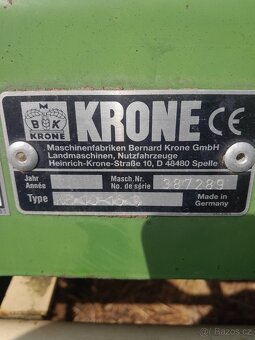 M
B K
KRONE
KRONE CE
Maschinenfabriken Bernard Krone GmbH
Landmaschinen, Nutzfahrzeuge
Heinrich-Krone-Straße 10, D 48480 Spelle
Jahr
Année
Masch.Nr.
No. de série
387289
Type
Made in
Germany
Bazos.cz